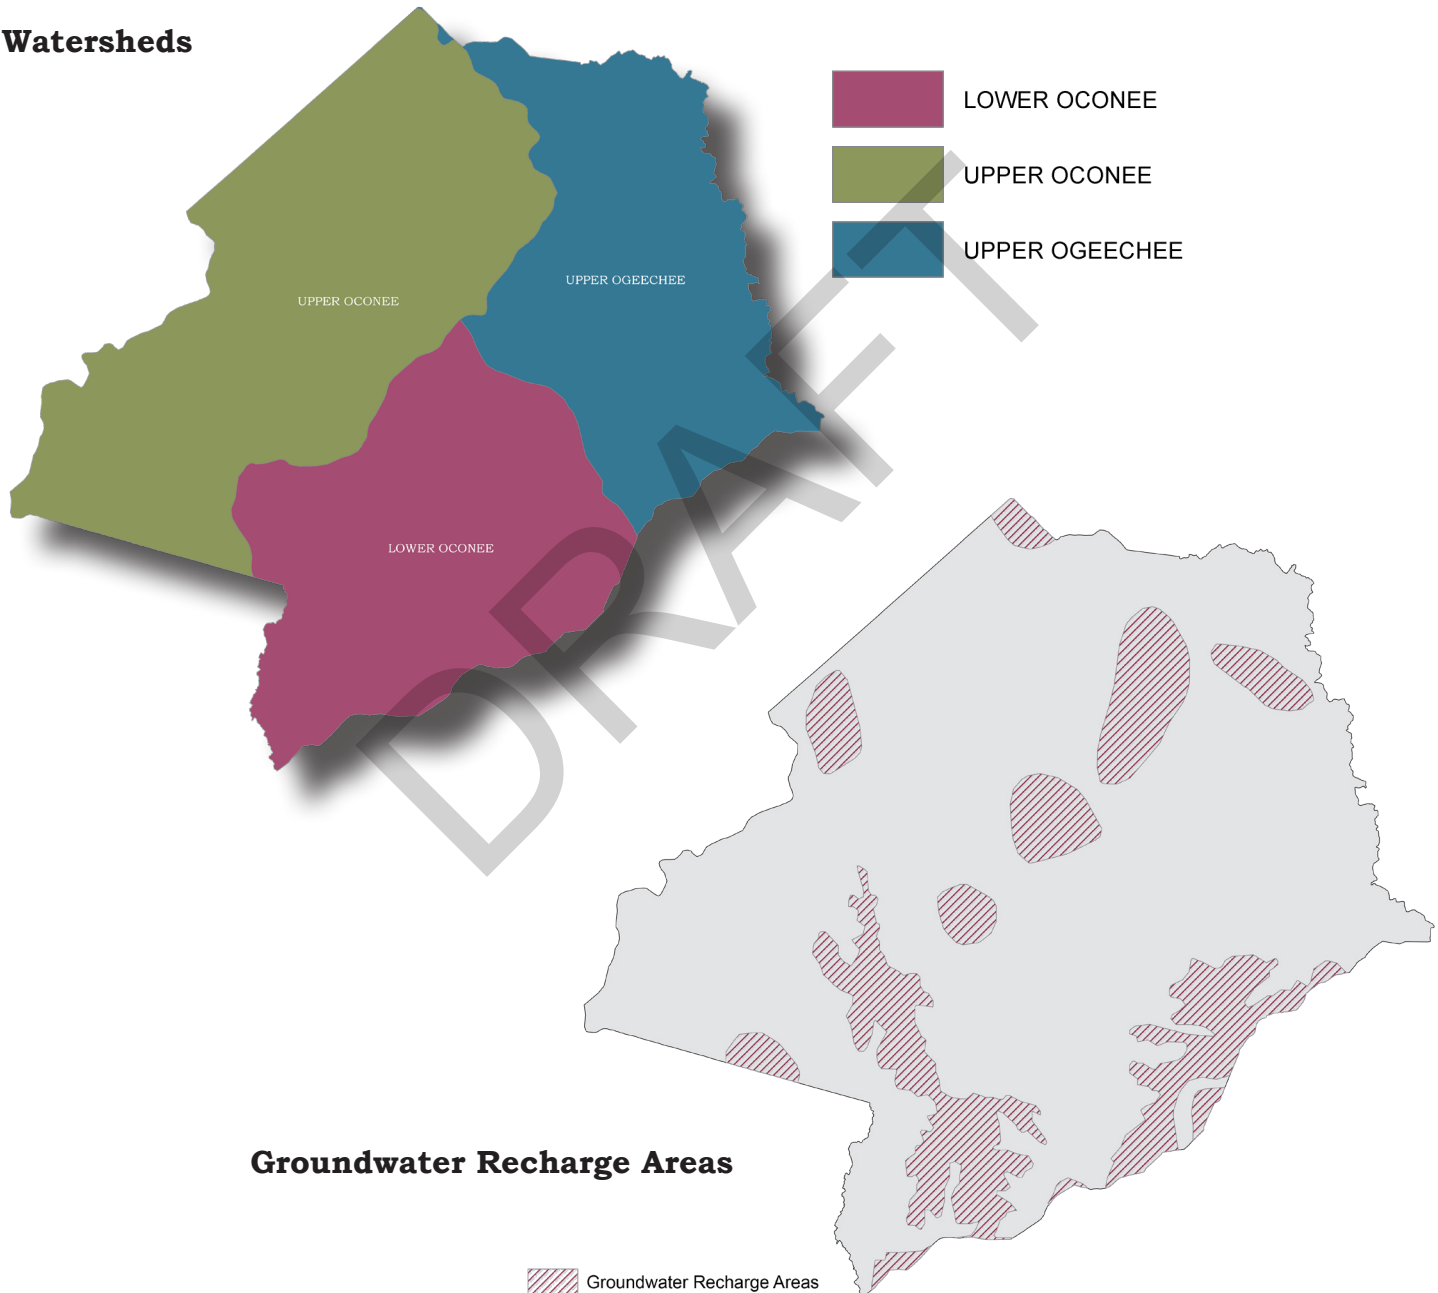 Watersheds
LOWER OCONEE
UPPER OCONEE
UPPER OGEECHEE
UPPER OGEECHEE
UPPER OCONEE
LOWER OCONEE
DRAFT
Groundwater Recharge Areas
Groundwater Recharge Areas